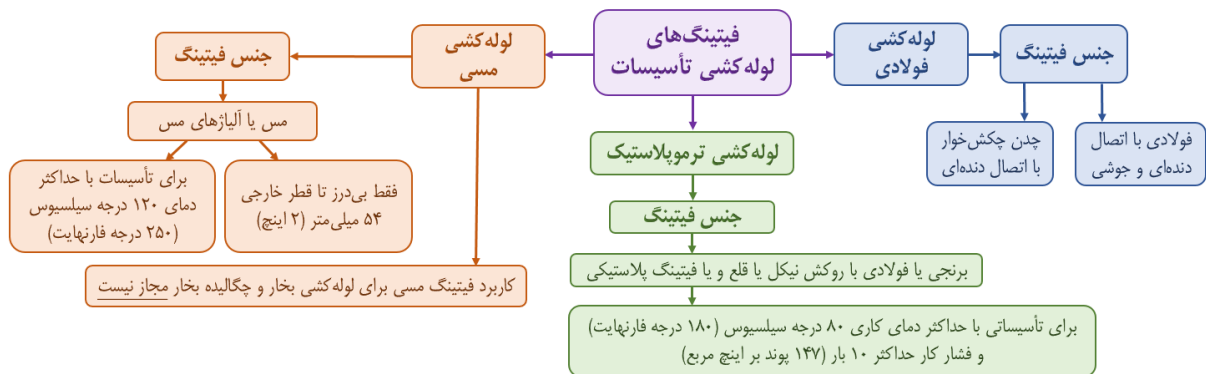 فیتینگ‌های
لوله‌کشی تأسیسات
لوله‌کشی
فولادی
جنس فیتینگ
فولادی با اتصال
دنده‌ای و جوشی
چدن چکش‌خوار
با اتصال دنده‌ای
لوله‌کشی ترموپلاستیک
جنس فیتینگ
برنجی یا فولادی با روکش نیکل یا قلع و یا فیتینگ پلاستیکی
برای تأسیساتی با حداکثر دمای کاری ۸۰ درجه سیلسیوس (۱۸۰ درجه فارنهایت)
و فشار کار حداکثر ۱۰ بار (۱۴۷ پوند بر اینچ مربع)
لوله‌کشی
مسی
جنس فیتینگ
مس یا آلیاژهای مس
فقط بی‌درز تا قطر خارجی
۵۴ میلی‌متر (۲ اینچ)
برای تأسیسات با حداکثر
دمای ۱۲۰ درجه سیلسیوس
(۲۵۰ درجه فارنهایت)
کاربرد فیتینگ مسی برای لوله‌کشی بخار و چگالیده بخار مجاز نیست